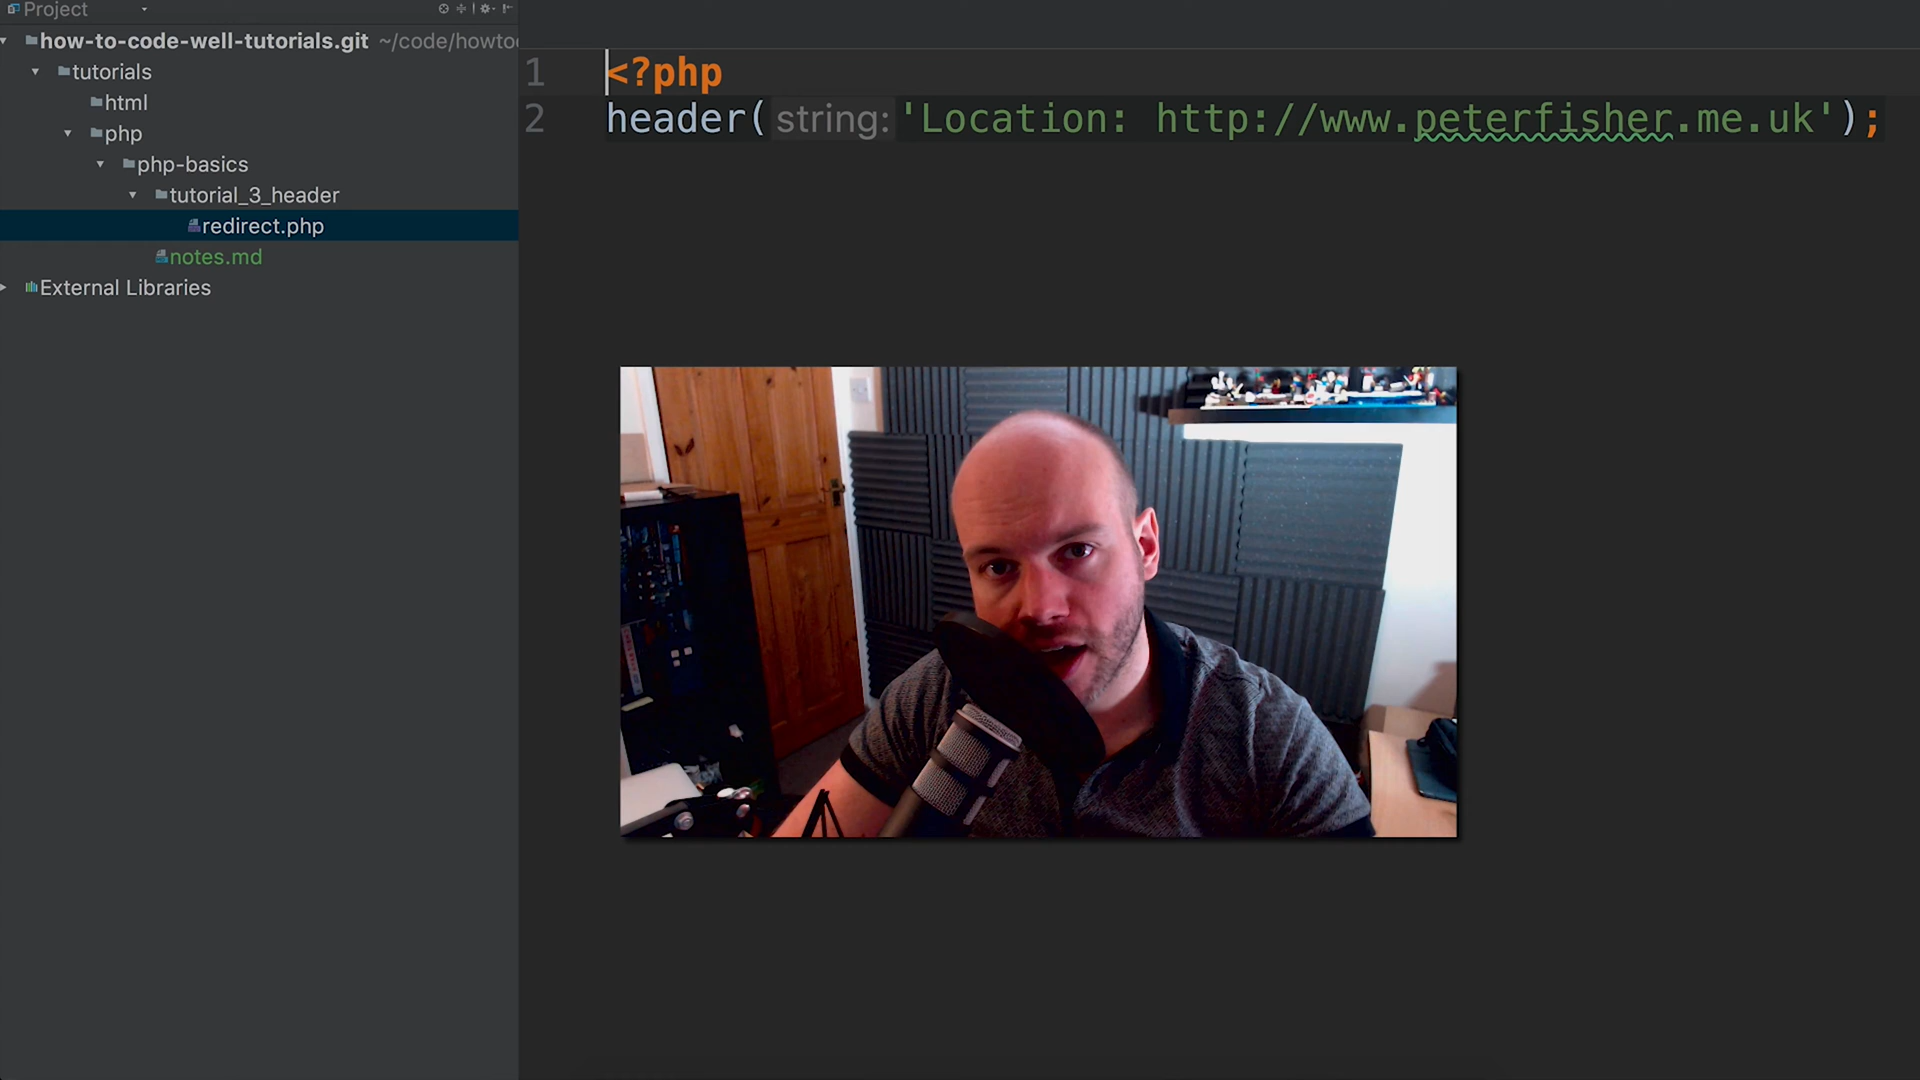 Project
how-to-code-well-tutorials.git ~/code/howtoc
tutorials
html
php
php-basics
tutorial_3_header
redirect.php
notes.md
External Libraries
1 <?php
2 header( string: 'Location: http://www.peterfisher.me.uk');